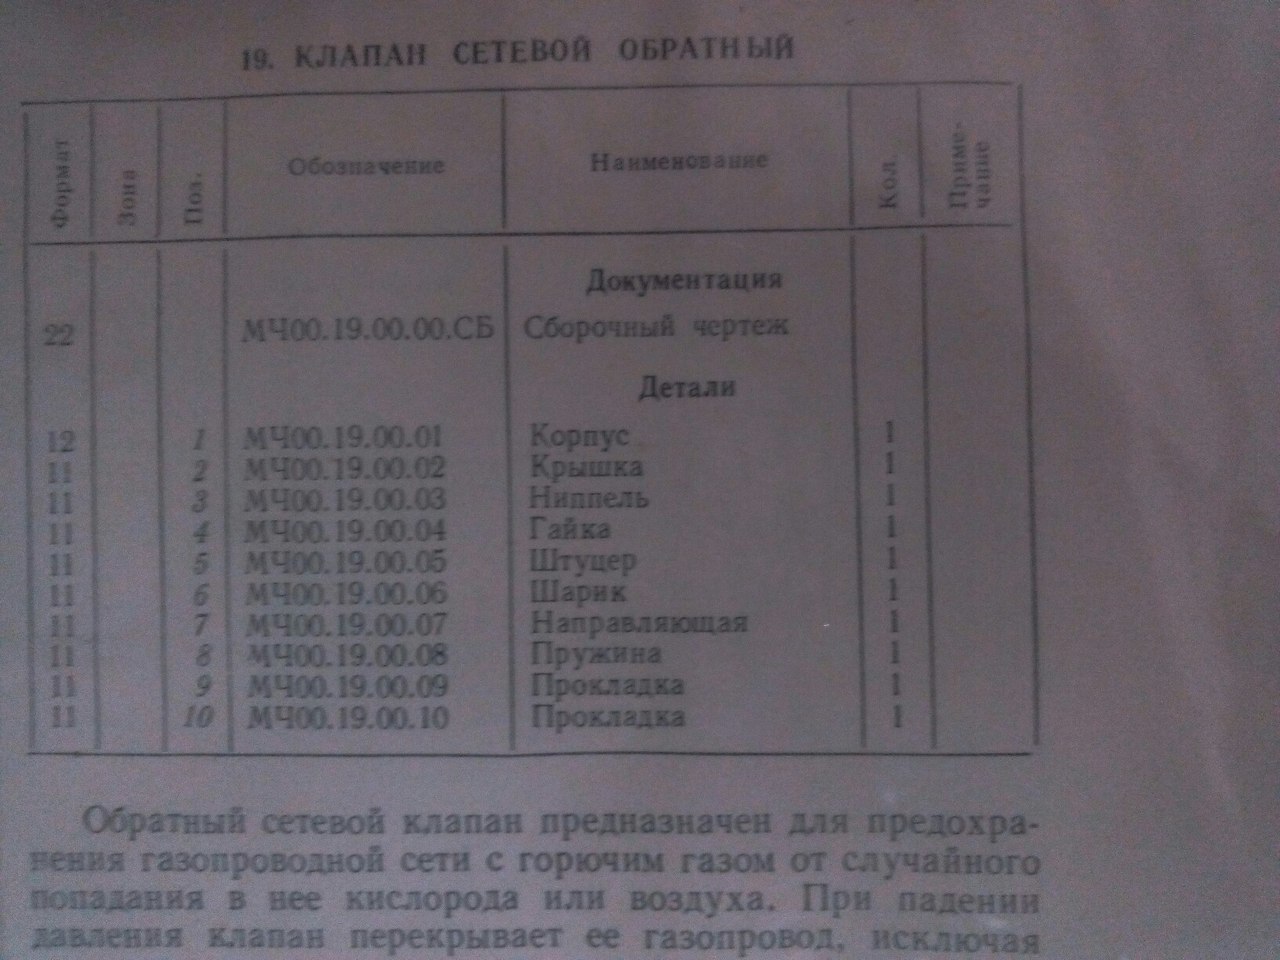 19. КЛАПАН СЕТЕВОЙ ОБРАТНЫЙ
Формат Зона Поз. Обозначение Наименование Кол. Приме-
чание
Документация
22 МЧ00.19.00.00.СБ Сборочный чертеж
Детали
12 1 МЧ00.19.00.01 Корпус 1
11 2 МЧ00.19.00.02 Крышка 1
11 3 МЧ00.19.00.03 Ниппель 1
11 4 МЧ00.19.00.04 Гайка 1
11 5 МЧ00.19.00.05 Штуцер 1
11 6 МЧ00.19.00.06 Шарик 1
11 7 МЧ00.19.00.07 Направляющая 1
11 8 МЧ00.19.00.08 Пружина 1
11 9 МЧ00.19.00.09 Прокладка 1
11 10 МЧ00.19.00.10 Прокладка 1
Обратный сетевой клапан предназначен для предохра-
нения газопроводной сети с горючим газом от случайного
попадания в нее кислорода или воздуха. При падении
давления клапан перекрывает ее газопровод, исключая